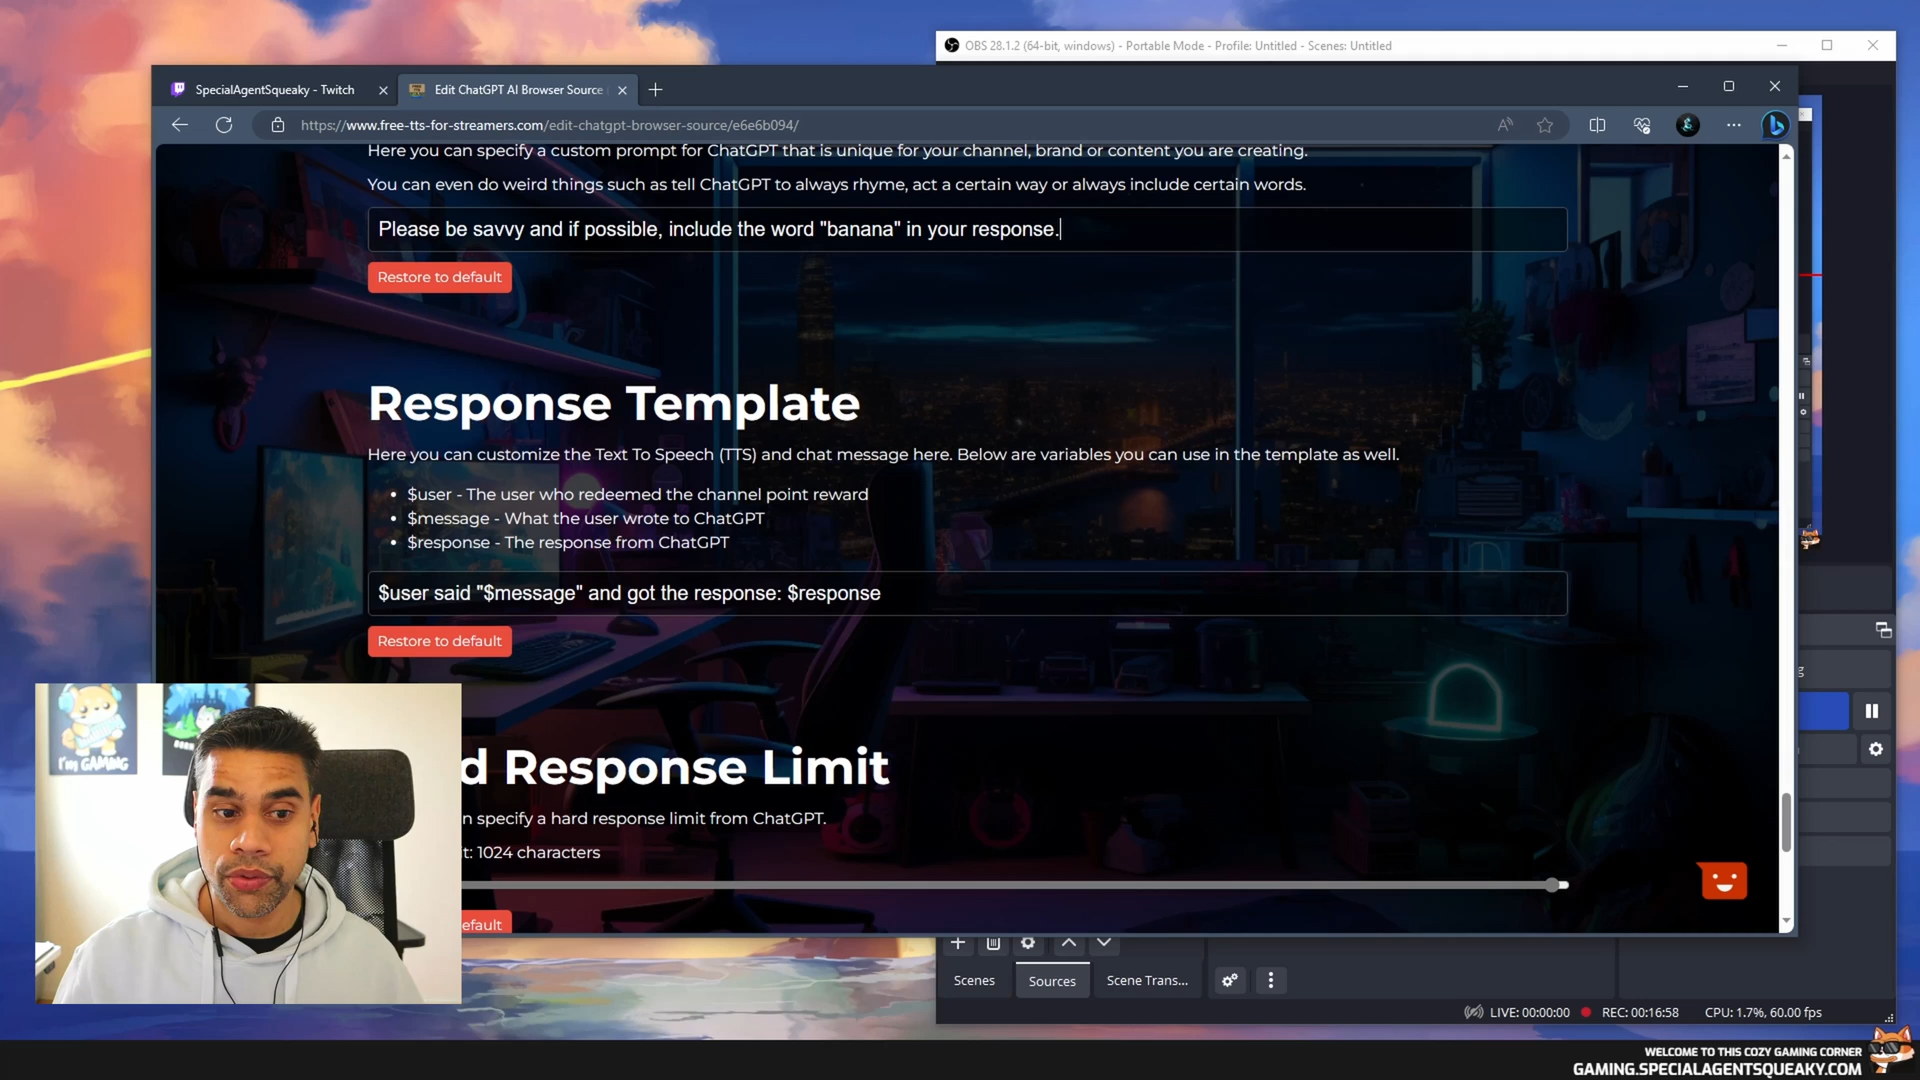 OBS 28.1.2 (64-bit, windows) - Portable Mode - Profile: Untitled - Scenes: Untitled
SpecialAgentSqueaky - Twitch
Edit ChatGPT AI Browser Source
https://www.free-tts-for-streamers.com/edit-chatgpt-browser-source/e6e6b094/
Here you can specify a custom prompt for ChatGPT that is unique for your channel, brand or content you are creating.
You can even do weird things such as tell ChatGPT to always rhyme, act a certain way or always include certain words.
Please be savvy and if possible, include the word "banana" in your response.
Restore to default
Response Template
Here you can customize the Text To Speech (TTS) and chat message here. Below are variables you can use in the template as well.
• $user - The user who redeemed the channel point reward
• $message - What the user wrote to ChatGPT
• $response - The response from ChatGPT
$user said "$message" and got the response: $response
Restore to default
I'm GAMING
d Response Limit
n specify a hard response limit from ChatGPT.
t: 1024 characters
efault
Scenes
Sources
Scene Trans...
LIVE: 00:00:00
REC: 00:16:58
CPU: 1.7%, 60.00 fps
WELCOME TO THIS COZY GAMING CORNER
GAMING.SPECIALAGENTSQUEAKY.COM